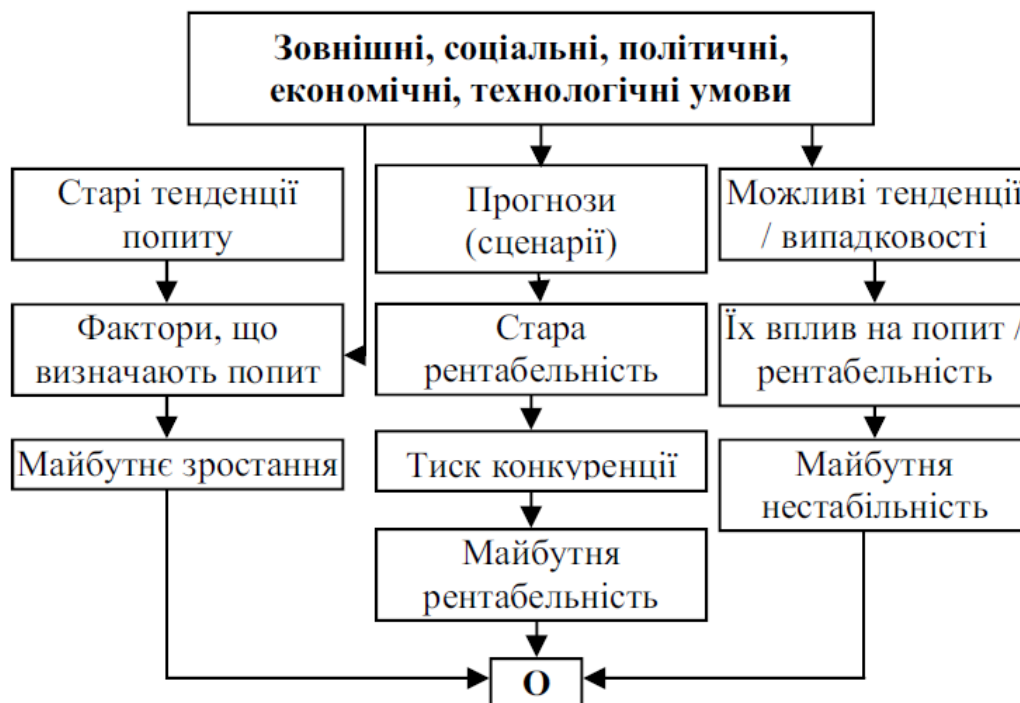 Зовнішні, соціальні, політичні,
економічні, технологічні умови
Старі тенденції
попиту
Фактори, що
визначають попит
Майбутнє зростання
Прогнози
(сценарії)
Стара
рентабельність
Тиск конкуренції
Майбутня
рентабельність
Можливі тенденції
/ випадковості
Їх вплив на попит /
рентабельність
Майбутня
нестабільність
О